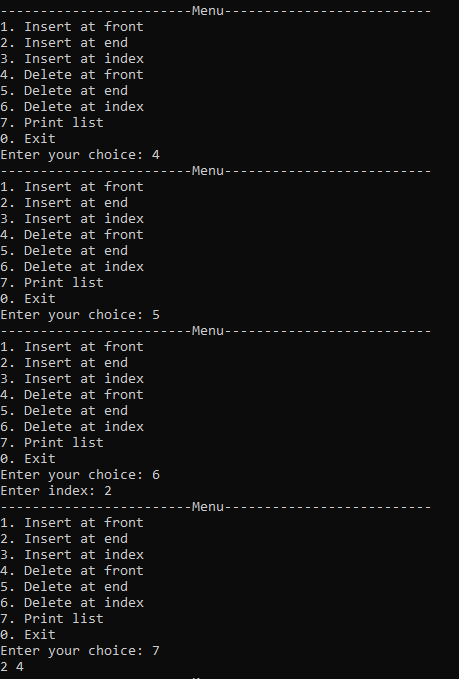 ------------------------Menu--------------------------
1. Insert at front
2. Insert at end
3. Insert at index
4. Delete at front
5. Delete at end
6. Delete at index
7. Print list
0. Exit
Enter your choice: 4
------------------------Menu--------------------------
1. Insert at front
2. Insert at end
3. Insert at index
4. Delete at front
5. Delete at end
6. Delete at index
7. Print list
0. Exit
Enter your choice: 5
------------------------Menu--------------------------
1. Insert at front
2. Insert at end
3. Insert at index
4. Delete at front
5. Delete at end
6. Delete at index
7. Print list
0. Exit
Enter your choice: 6
Enter index: 2
------------------------Menu--------------------------
1. Insert at front
2. Insert at end
3. Insert at index
4. Delete at front
5. Delete at end
6. Delete at index
7. Print list
0. Exit
Enter your choice: 7
2 4